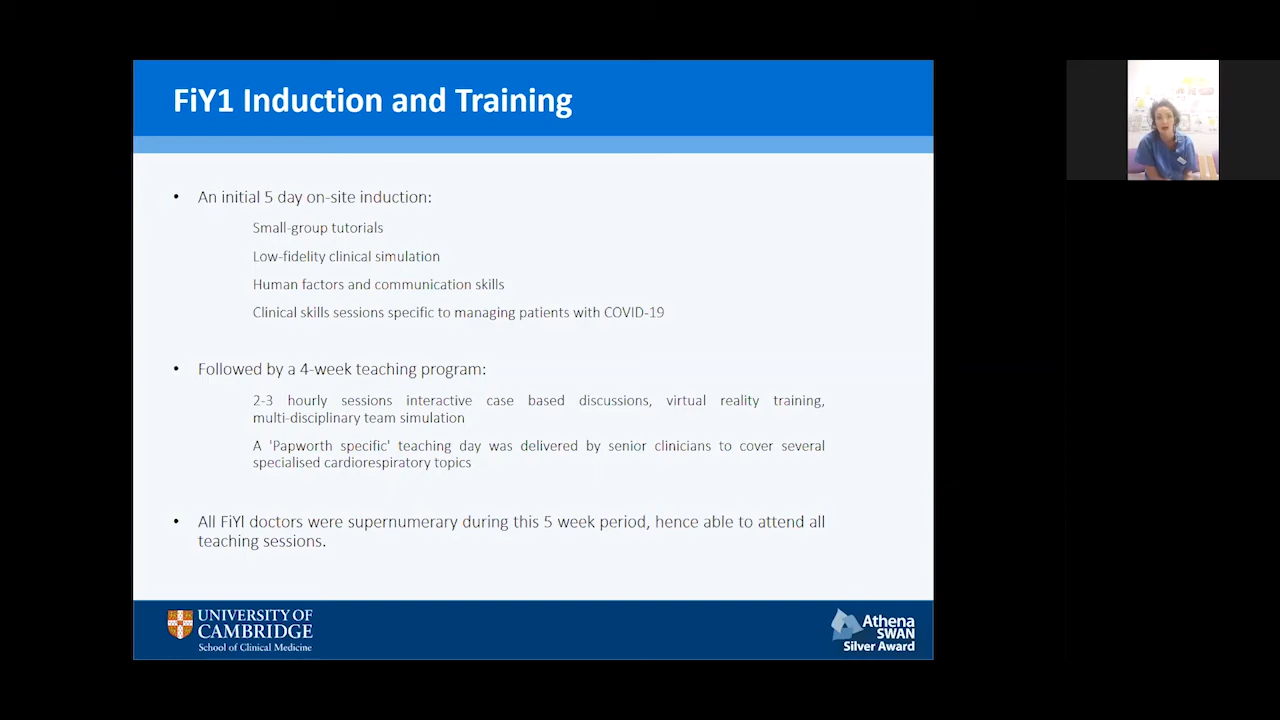 FiY1 Induction and Training
• An initial 5 day on-site induction:
Small-group tutorials
Low-fidelity clinical simulation
Human factors and communication skills
Clinical skills sessions specific to managing patients with COVID-19
• Followed by a 4-week teaching program:
2-3 hourly sessions interactive case based discussions, virtual reality training,
multi-disciplinary team simulation
A 'Papworth specific' teaching day was delivered by senior clinicians to cover several
specialised cardiorespiratory topics
• All FiYl doctors were supernumerary during this 5 week period, hence able to attend all
teaching sessions.
UNIVERSITY OF
CAMBRIDGE
School of Clinical Medicine
Athena
SWAN
Silver Award